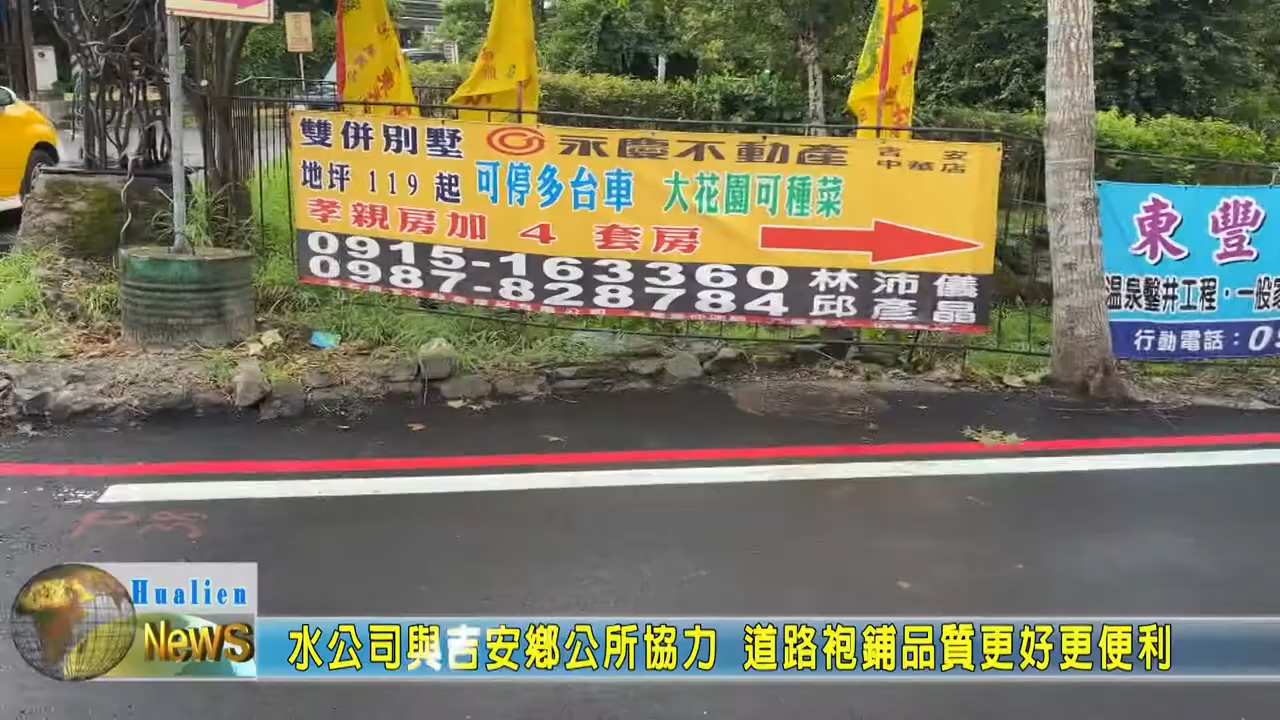 雙併別墅 永慶不動產 吉安中華店
地坪 119 起 可停多台車 大花園可種菜
孝親房加 4 套房
0915-163360 林沛儀
0987-828784 邱彥晶
東豐
温泉鑿井工程・一般
行動電話：0
Hualien
News
水公司與吉安鄉公所協力 道路袍鋪品質更好更便利